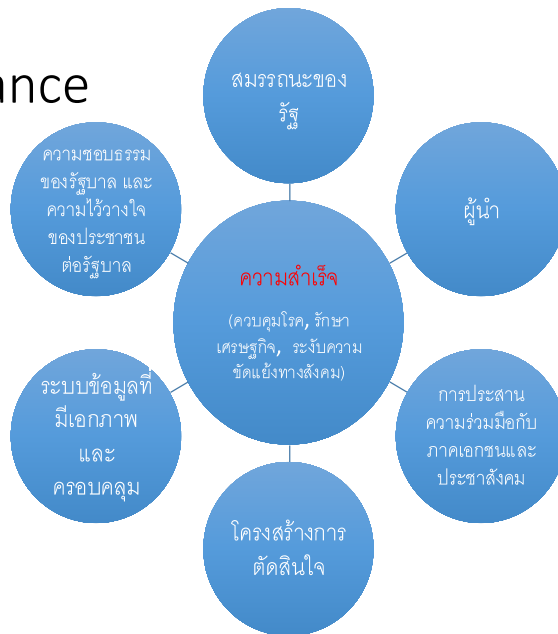 ance
สมรรถนะของ
รัฐ
ผู้นำ
การประสาน
ความร่วมมือกับ
ภาคเอกชนและ
ประชาสังคม
โครงสร้างการ
ตัดสินใจ
ระบบข้อมูลที่
มีเอกภาพ
และ
ครอบคลุม
ความชอบธรรม
ของรัฐบาล และ
ความไว้วางใจ
ของประชาชน
ต่อรัฐบาล
ความสำเร็จ
(ควบคุมโรค, รักษา
เศรษฐกิจ, ระงับความ
ขัดแย้งทางสังคม)